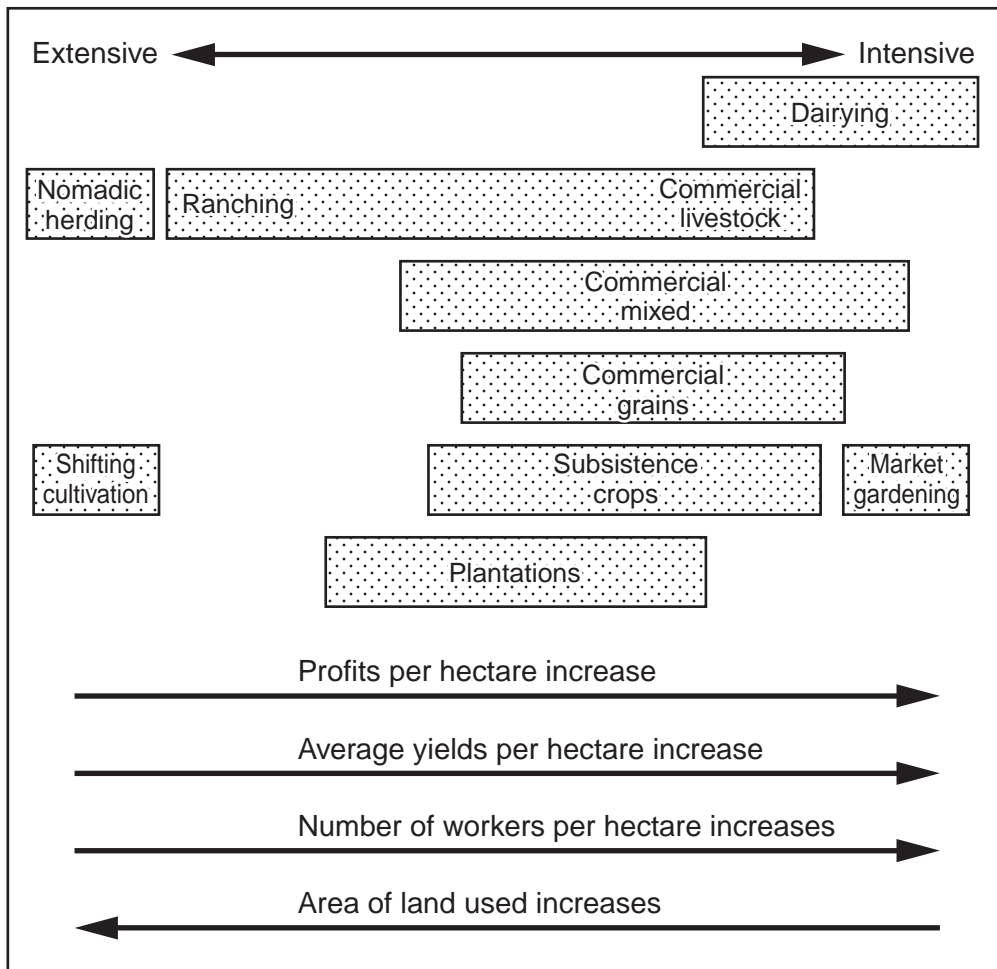 Extensive Intensive
Dairying
Nomadic
herding
Ranching
Commercial
livestock
Commercial
mixed
Commercial
grains
Shifting
cultivation
Subsistence
crops
Market
gardening
Plantations
Profits per hectare increase
Average yields per hectare increase
Number of workers per hectare increases
Area of land used increases